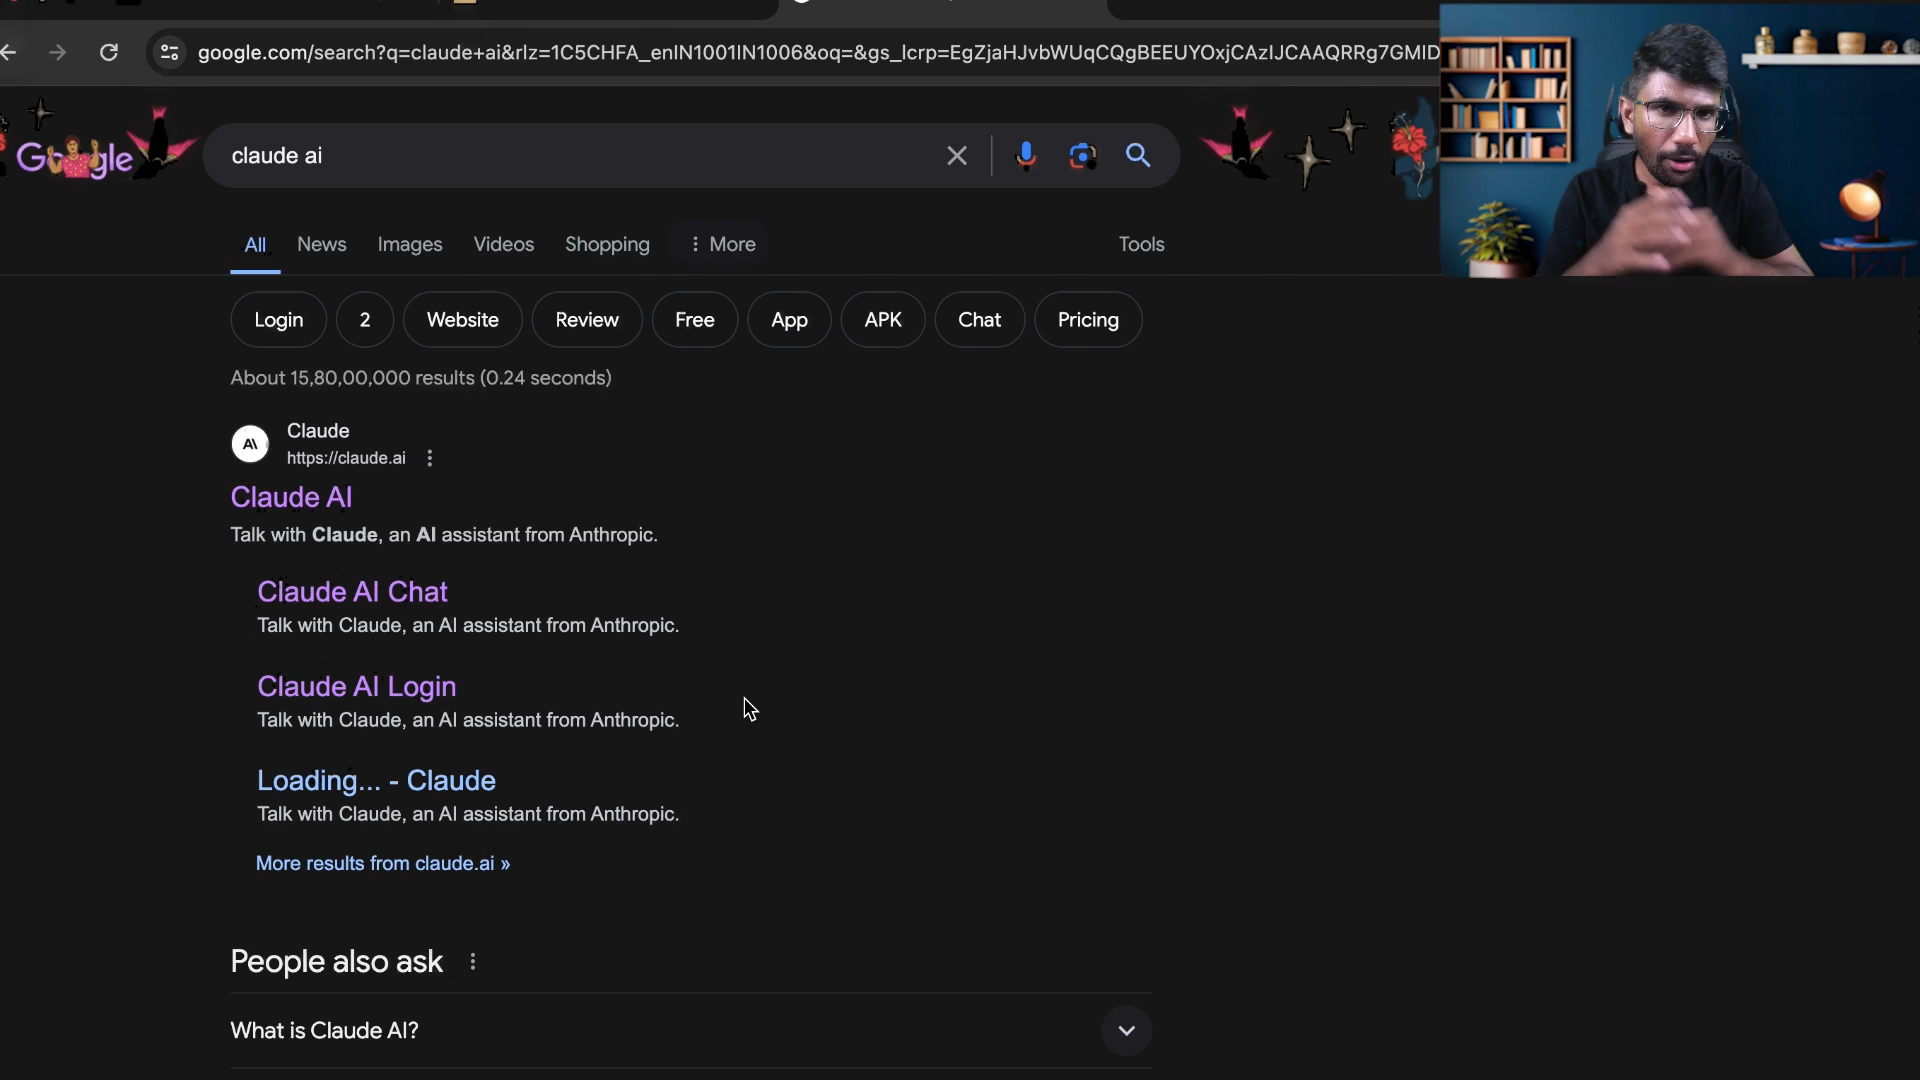 google.com/search?q=claude+ai&rlz=1C5CHFA_enIN1001IN1006&oq=&gs_lcrp=EgZjaHJvbWUqCQgBEEUYOxjCAzIJCAAQRRg7GMID
Google
claude ai
All News Images Videos Shopping More Tools
Login 2 Website Review Free App APK Chat Pricing
About 15,80,00,000 results (0.24 seconds)
Claude
https://claude.ai
Claude AI
Talk with Claude, an AI assistant from Anthropic.
Claude AI Chat
Talk with Claude, an AI assistant from Anthropic.
Claude AI Login
Talk with Claude, an AI assistant from Anthropic.
Loading... - Claude
Talk with Claude, an AI assistant from Anthropic.
More results from claude.ai »
People also ask
What is Claude AI?